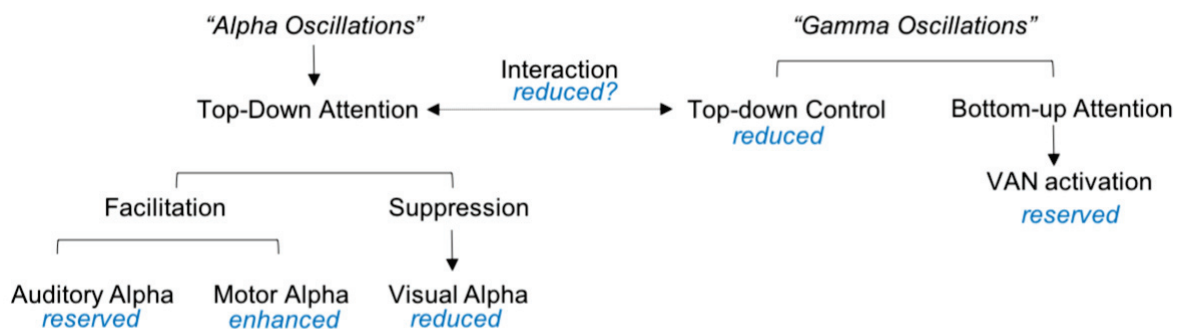 “Alpha Oscillations”
“Gamma Oscillations”
Interaction
reduced?
Top-Down Attention
Top-down Control
reduced
Bottom-up Attention
VAN activation
reserved
Facilitation
Suppression
Auditory Alpha
reserved
Motor Alpha
enhanced
Visual Alpha
reduced